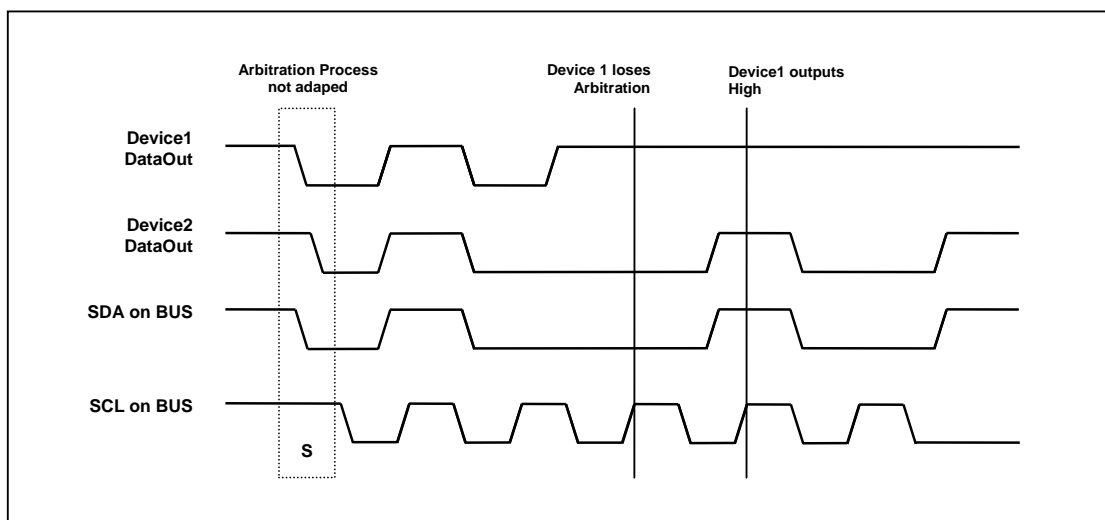 Arbitration Process
not adaped
Device 1 loses
Arbitration
Device1 outputs
High
Device1
DataOut
Device2
DataOut
SDA on BUS
SCL on BUS
S